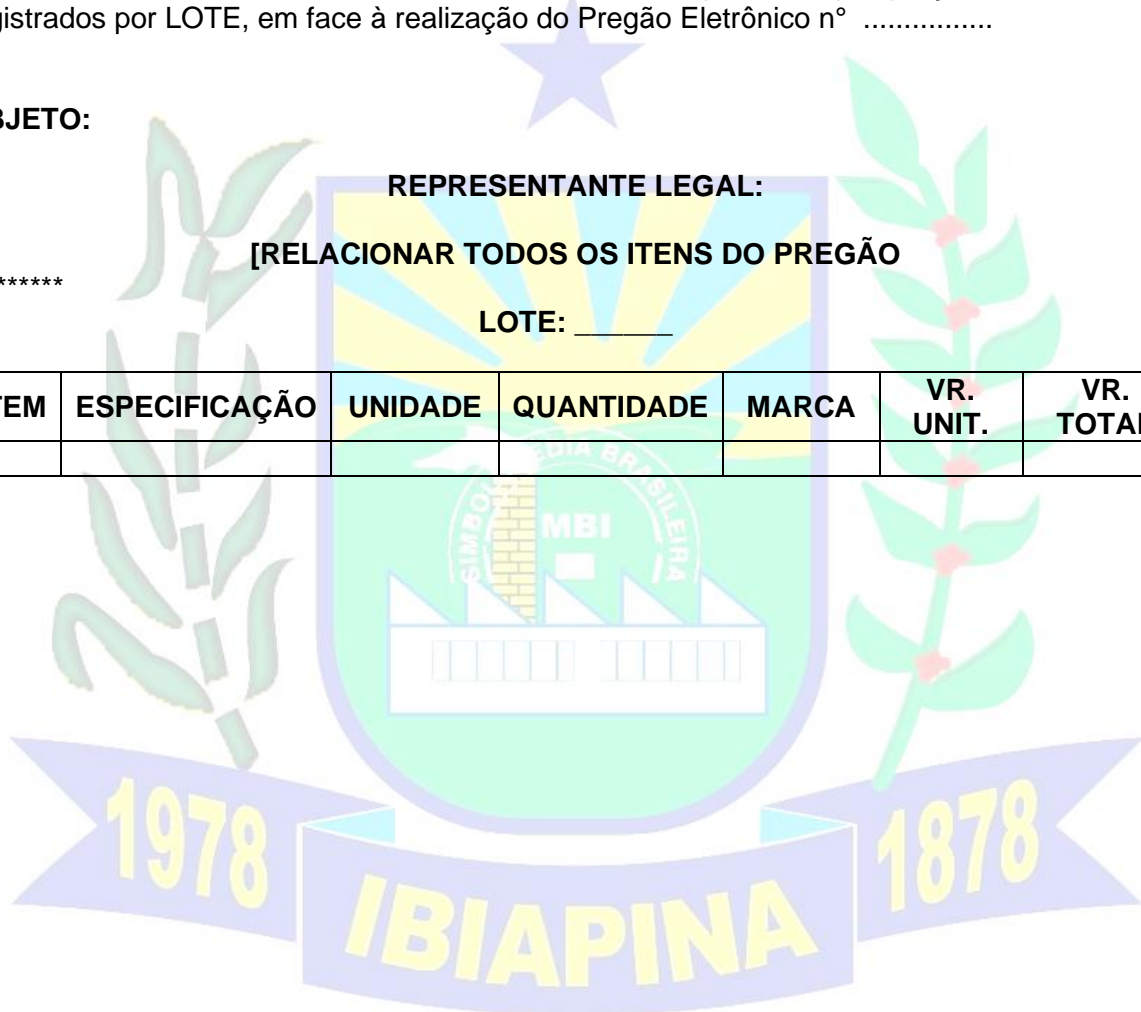 gistrados por LOTE, em face à realização do Pregão Eletrônico n° ................
BJETO:
REPRESENTANTE LEGAL:
[RELACIONAR TODOS OS ITENS DO PREGÃO
******
LOTE: ______
TEM ESPECIFICAÇÃO UNIDADE QUANTIDADE MARCA VR. UNIT. VR. TOTAL
MBI
1978 IBIAPINA 1878